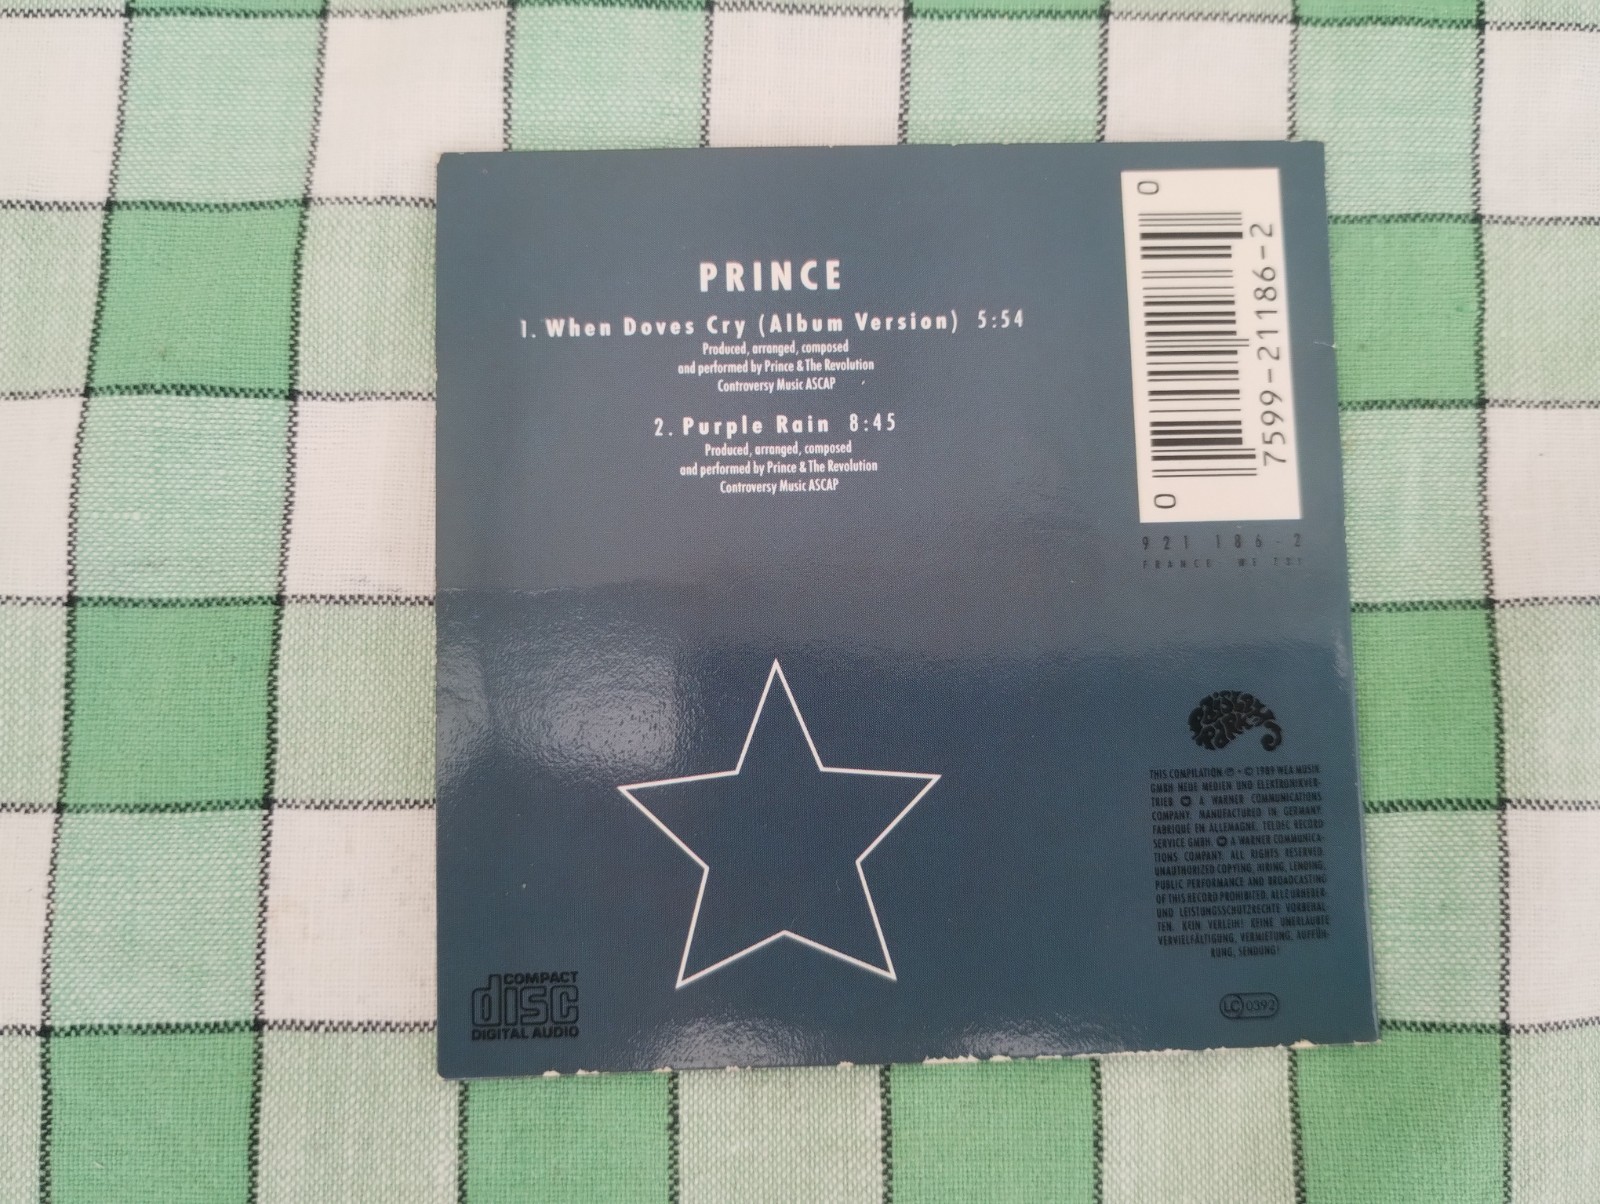 PRINCE
1. When Doves Cry (Album Version) 5:54
Produced, arranged, composed
and performed by Prince & The Revolution
Controversy Music ASCAP
2. Purple Rain 8:45
Produced, arranged, composed
and performed by Prince & The Revolution
Controversy Music ASCAP
0 7599-21186-2 0
921 186-2
FRANCE: WE
PAISLEY
PARK
THIS COMPILATION ℗ + © 1989 WEA MUSIK
GMBH NEUE MEDIEN UND ELEKTRONIKVER-
TRIEB A WARNER COMMUNICATIONS
COMPANY. MANUFACTURED IN GERMANY.
FABRIQUÉ EN ALLEMAGNE. TELDEC RECORD
SERVICE GMBH. A WARNER COMMUNICA-
TIONS COMPANY. ALL RIGHTS RESERVED.
UNAUTHORIZED COPYING, HIRING, LENDING,
PUBLIC PERFORMANCE AND BROADCASTING
OF THIS RECORD PROHIBITED. ALLE URHEBER-
UND LEISTUNGSSCHUTZRECHTE VORBEHAL-
TEN. KEIN VERLEIH! KEINE UNERLAUBTE
VERVIELFÄLTIGUNG, VERMIETUNG, AUFFÜH-
RUNG, SENDUNG!
COMPACT
disc
DIGITAL AUDIO
LC 0392